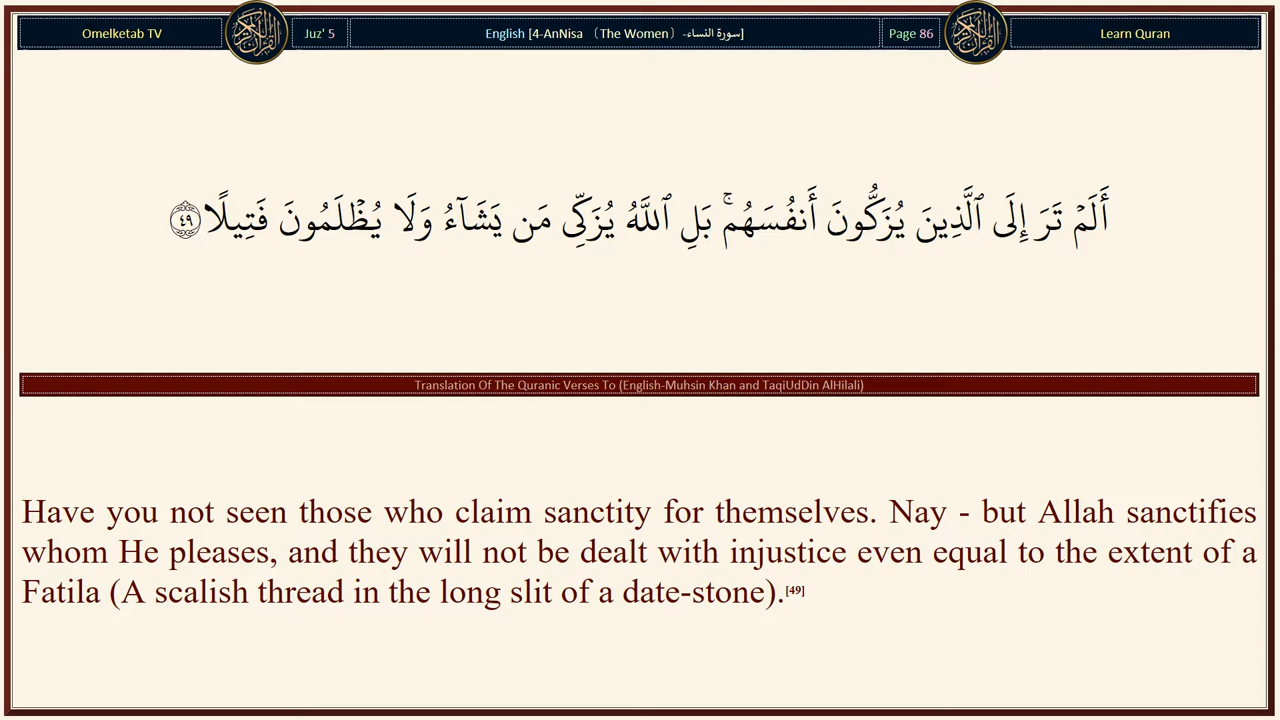 Omelketab TV
Juz' 5
English [4-AnNisa (The Women) -سورة النساء]
Page 86
Learn Quran
أَلَمْ تَرَ إِلَى ٱلَّذِينَ يُزَكُّونَ أَنفُسَهُم ۚ بَلِ ٱللَّهُ يُزَكِّى مَن يَشَآءُ وَلَا يُظْلَمُونَ فَتِيلًا ٤٩
Translation Of The Quranic Verses To (English-Muhsin Khan and TaqiUdDin AlHilali)
Have you not seen those who claim sanctity for themselves. Nay - but Allah sanctifies
whom He pleases, and they will not be dealt with injustice even equal to the extent of a
Fatila (A scalish thread in the long slit of a date-stone).[49]